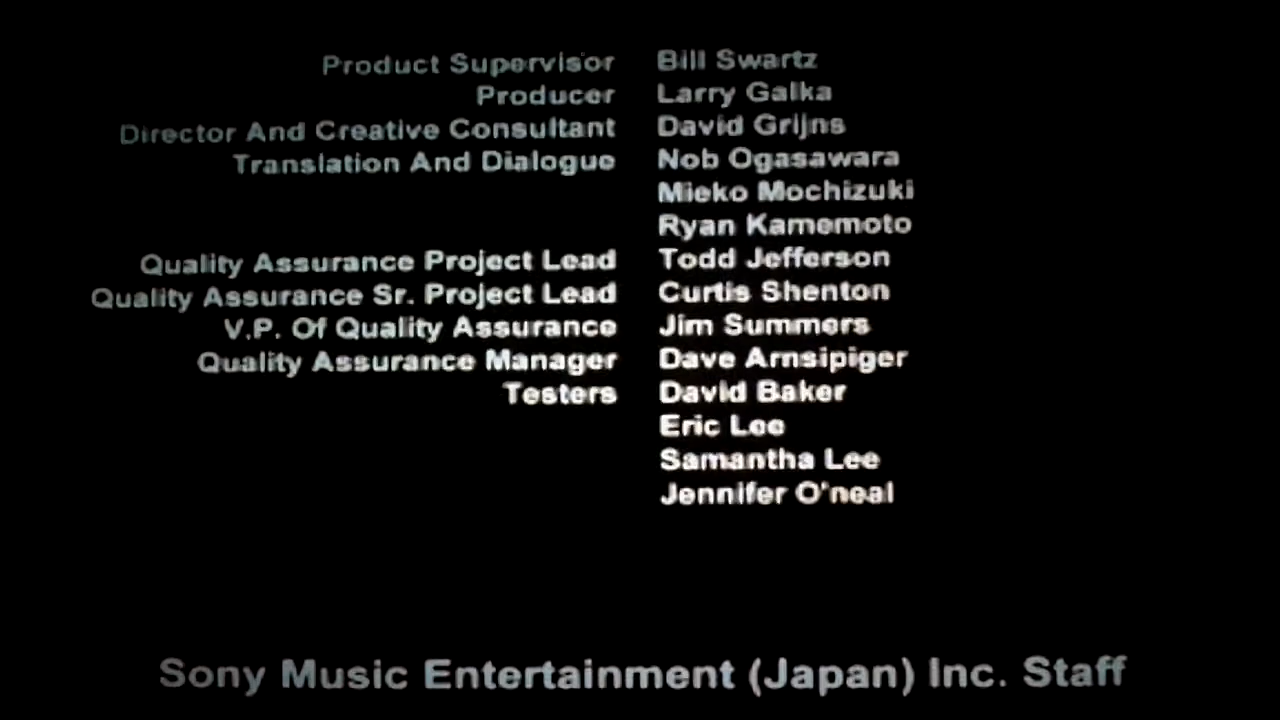 Product Supervisor Bill Swartz
Producer Larry Galka
Director And Creative Consultant David Grijns
Translation And Dialogue Nob Ogasawara
Mieko Mochizuki
Ryan Kamemoto
Quality Assurance Project Lead Todd Jefferson
Quality Assurance Sr. Project Lead Curtis Shenton
V.P. Of Quality Assurance Jim Summers
Quality Assurance Manager Dave Arnsipiger
Testers David Baker
Eric Lee
Samantha Lee
Jennifer O'neal
Sony Music Entertainment (Japan) Inc. Staff